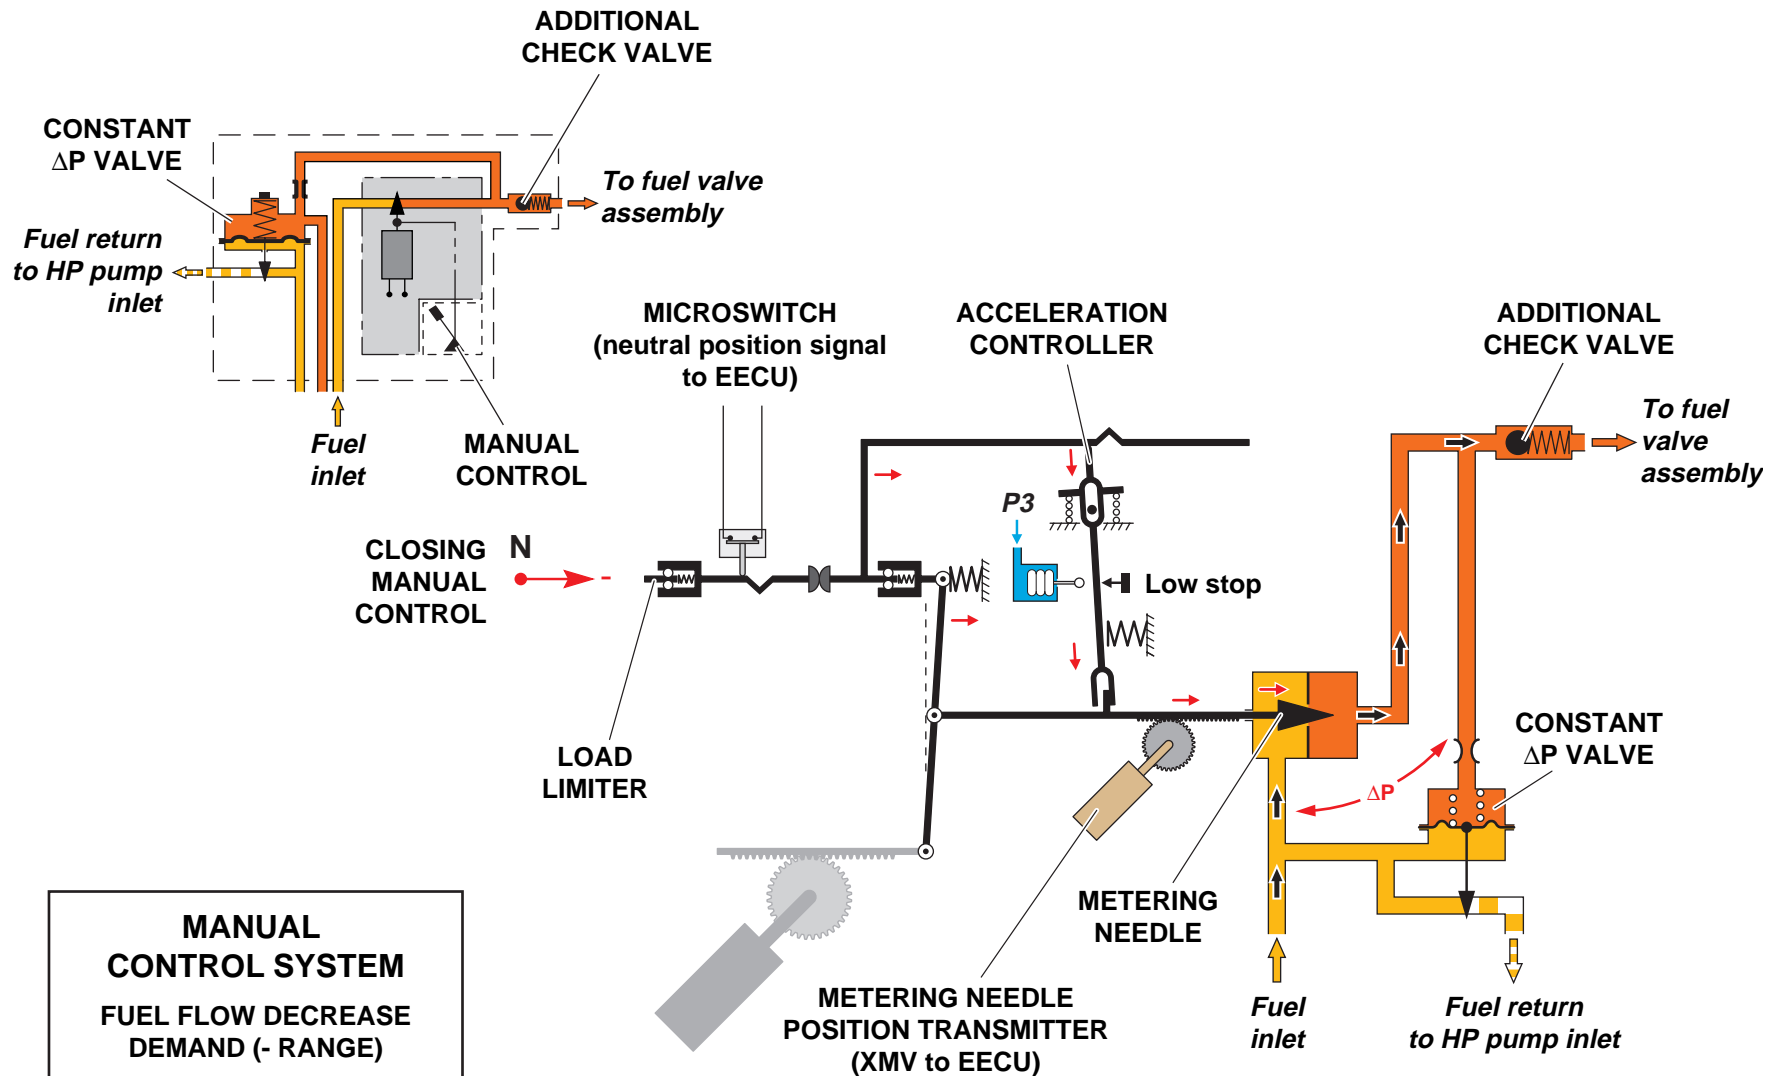 ADDITIONAL
CHECK VALVE
CONSTANT
ΔP VALVE
To fuel valve
assembly
Fuel return
to HP pump
inlet
Fuel
inlet
MANUAL
CONTROL
MICROSWITCH
(neutral position signal
to EECU)
ACCELERATION
CONTROLLER
ADDITIONAL
CHECK VALVE
To fuel
valve
assembly
P3
CLOSING
MANUAL
CONTROL
N
-
Low stop
LOAD
LIMITER
CONSTANT
ΔP VALVE
ΔP
METERING
NEEDLE
METERING NEEDLE
POSITION TRANSMITTER
(XMV to EECU)
Fuel
inlet
Fuel return
to HP pump inlet
MANUAL
CONTROL SYSTEM
FUEL FLOW DECREASE
DEMAND (- RANGE)